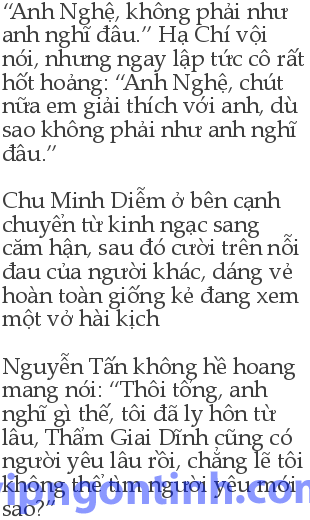 “Anh Nghệ, không phải như
anh nghĩ đâu.” Hạ Chí vội
nói, nhưng ngay lập tức cô rất
hốt hoảng: “Anh Nghệ, chút
nữa em giải thích với anh, dù
sao không phải như anh nghĩ
đâu.”
Chu Minh Diễm ở bên cạnh
chuyển từ kinh ngạc sang
căm hận, sau đó cười trên nỗi
đau của người khác, dáng vẻ
hoàn toàn giống kẻ đang xem
một vở hài kịch
Nguyễn Tấn không hề hoang
mang nói: “Thôi tổng, anh
nghĩ gì thế, tôi đã ly hôn từ
lâu, Thẩm Giai Dĩnh cũng có
người yêu lâu rồi, chẳng lẽ tôi
không thể tìm người yêu mới
sao?”
vipngontinh.com